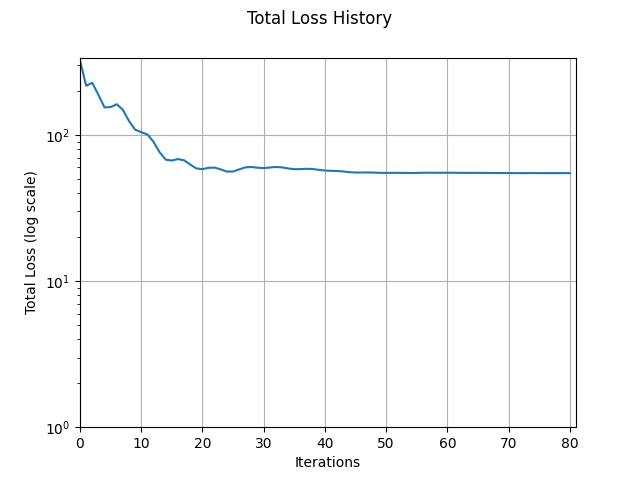 Total Loss History
Total Loss (log scale)
10²
10¹
10⁰
0 10 20 30 40 50 60 70 80
Iterations